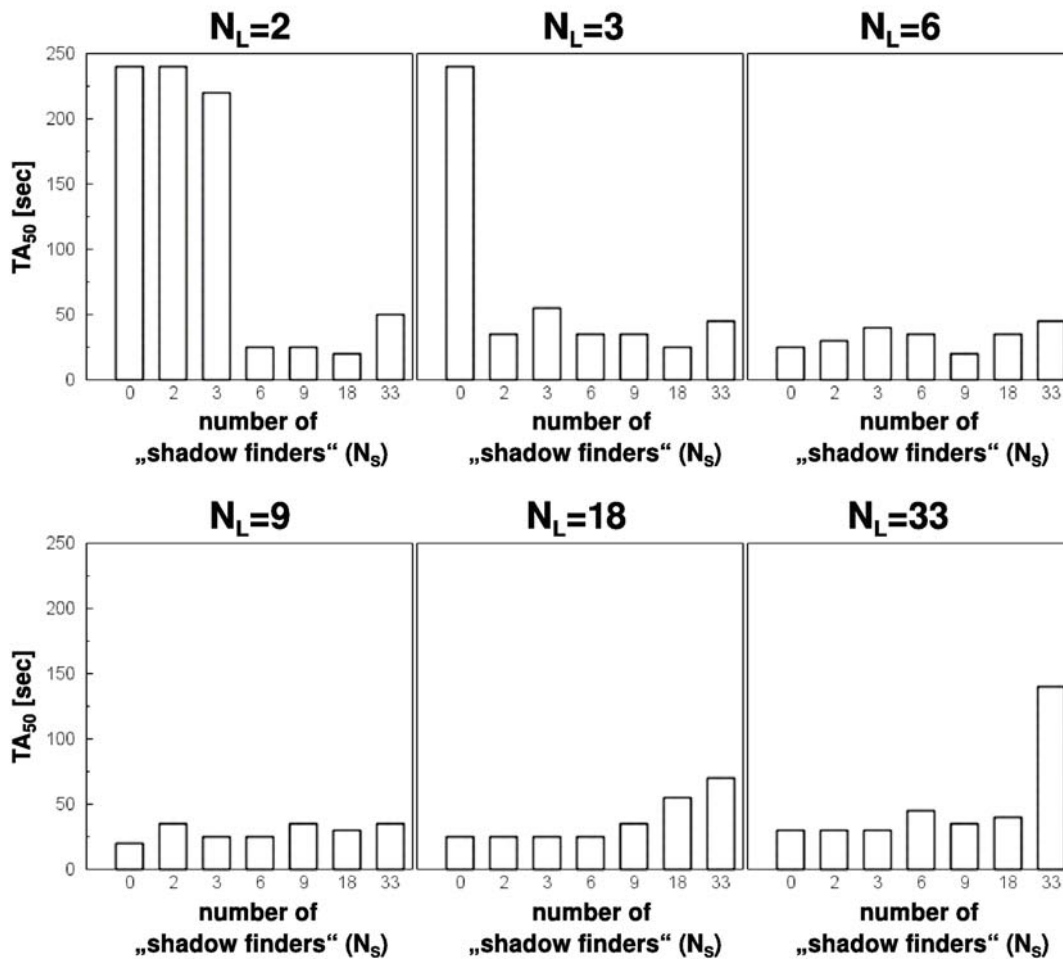 N_L=2 N_L=3 N_L=6
250
200
150
100
50
0
TA_50 [sec]
0 2 3 6 9 18 33 0 2 3 6 9 18 33 0 2 3 6 9 18 33
number of number of number of
„shadow finders“ (N_S) „shadow finders“ (N_S) „shadow finders“ (N_S)
N_L=9 N_L=18 N_L=33
250
200
150
100
50
0
TA_50 [sec]
0 2 3 6 9 18 33 0 2 3 6 9 18 33 0 2 3 6 9 18 33
number of number of number of
„shadow finders“ (N_S) „shadow finders“ (N_S) „shadow finders“ (N_S)